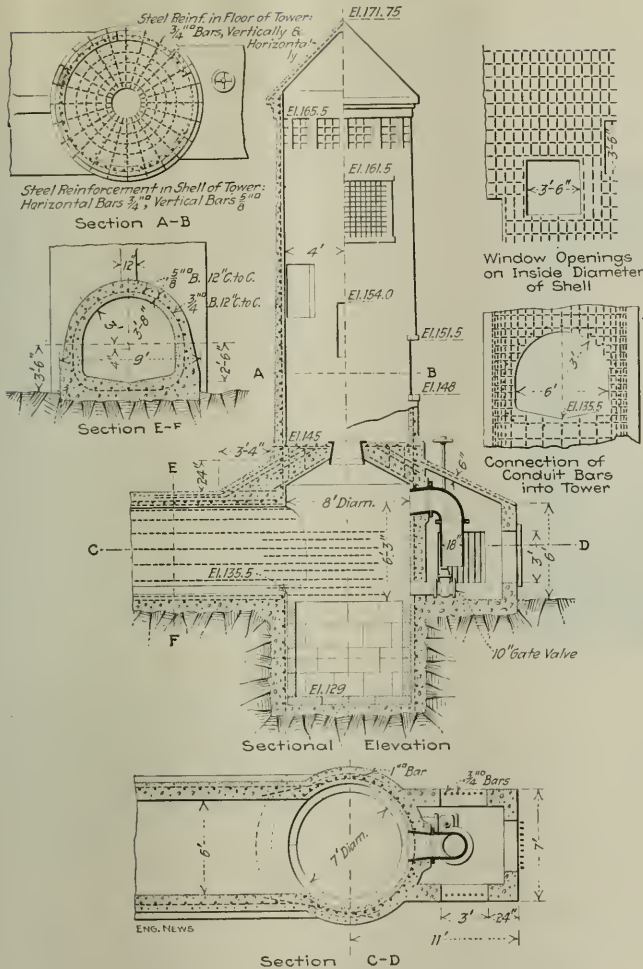 Steel Reinf. in Floor of Tower:
3/4"□ Bars, Vertically &
Horizontal-
ly
Steel Reinforcement in Shell of Tower:
Horizontal Bars 3/4"□, Vertical Bars 5/8"□
Section A-B
El.171.75
El.165.5
El.161.5
4'
El.154.0
El.151.5
A
B
El.148
El.145
3'-6"
3'-6"
Window Openings
on Inside Diameter
of Shell
12"
5/8"□ B. 12"C. to C.
3/4"□ B. 12"C. to C.
3'
3'-8"
4"
9'
3'-6"
2'-6"
Section E-F
3'
6'
El.135.5
Connection of
Conduit Bars
into Tower
3'-4"
24"
E
6"
8' Diam.
C
6'-3"
18"
3'
6'
D
El.135.5
F
10" Gate Valve
El.129
Sectional Elevation
1"□ Bar
3/4"□ Bars
6'
7' Diam.
7'
3'
24"
11'
ENG. NEWS
Section C-D